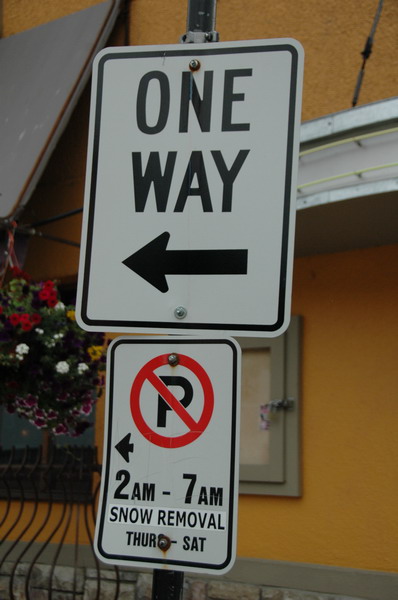 ONE
WAY
P
2AM - 7AM
SNOW REMOVAL
THUR - SAT